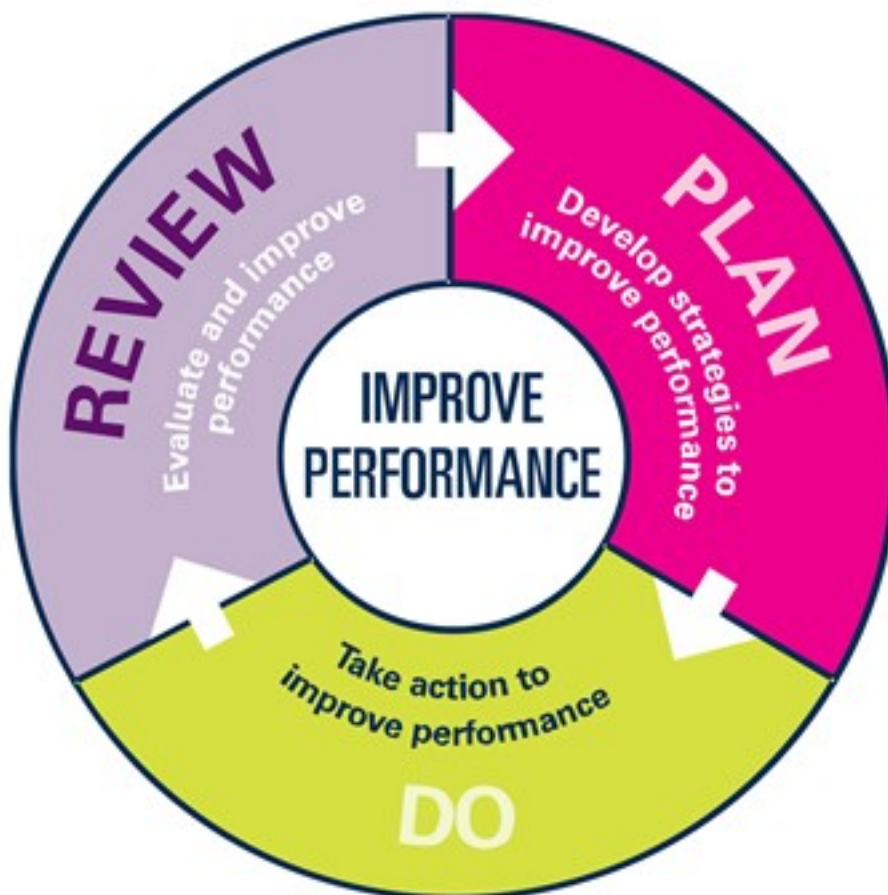 IMPROVE
PERFORMANCE
PLAN
Develop strategies to
improve performance
DO
Take action to
improve performance
REVIEW
Evaluate and improve
performance